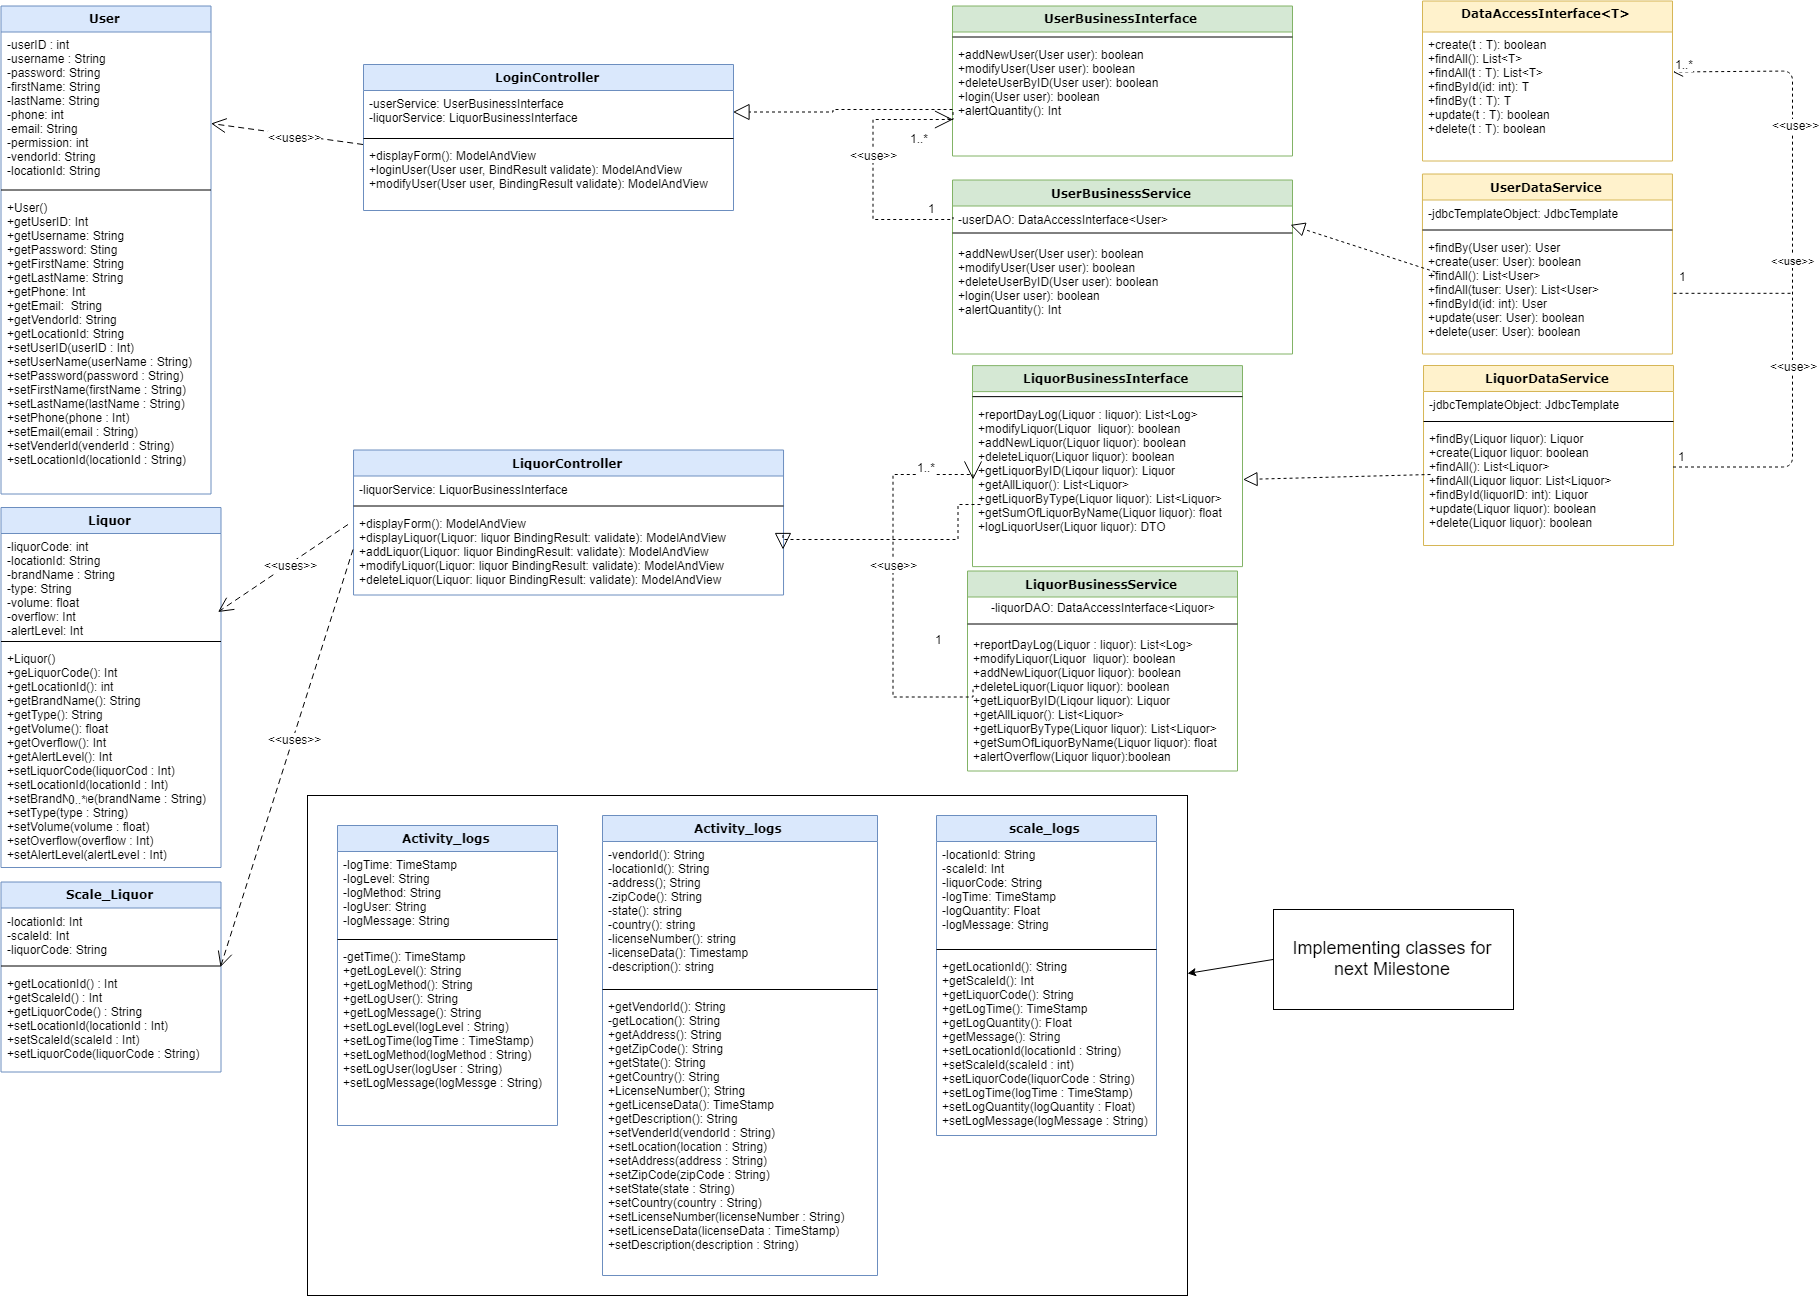 User
-userID : int
-username : String
-password: String
-firstName: String
-lastName: String
-phone: int
-email: String
-permission: int
-vendorId: String
-locationId: String
+User()
+getUserID: Int
+getUsername: String
+getPassword: Sting
+getFirstName: String
+getLastName: String
+getPhone: Int
+getEmail:  String
+getVendorId: String
+getLocationId: String
+setUserID(userID : Int)
+setUserName(userName : String)
+setPassword(password : String)
+setFirstName(firstName : String)
+setLastName(lastName : String)
+setPhone(phone : Int)
+setEmail(email : String)
+setVenderId(venderId : String)
+setLocationId(locationId : String)
<<uses>>
LoginController
-userService: UserBusinessInterface
-liquorService: LiquorBusinessInterface
+displayForm(): ModelAndView
+loginUser(User user, BindResult validate): ModelAndView
+modifyUser(User user, BindingResult validate): ModelAndView
UserBusinessInterface
+addNewUser(User user): boolean
+modifyUser(User user): boolean
+deleteUserByID(User user): boolean
+login(User user): boolean
+alertQuantity(): Int
1..*
<<use>>
1
UserBusinessService
-userDAO: DataAccessInterface<User>
+addNewUser(User user): boolean
+modifyUser(User user): boolean
+deleteUserByID(User user): boolean
+login(User user): boolean
+alertQuantity(): Int
DataAccessInterface<T>
+create(t : T): boolean
+findAll(): List<T>
+findAll(t : T): List<T>
+findById(id: int): T
+findBy(t : T): T
+update(t : T): boolean
+delete(t : T): boolean
1..*
<<use>>
UserDataService
-jdbcTemplateObject: JdbcTemplate
+findBy(User user): User
+create(user: User): boolean
+findAll(): List<User>
+findAll(tuser: User): List<User>
+findById(id: int): User
+update(user: User): boolean
+delete(user: User): boolean
<<use>>
1
<<use>>
LiquorDataService
-jdbcTemplateObject: JdbcTemplate
+findBy(Liquor liquor): Liquor
+create(Liquor liquor: boolean
+findAll(): List<Liquor>
+findAll(Liquor liquor: List<Liquor>
+findById(liquorID: int): Liquor
+update(Liquor liquor): boolean
+delete(Liquor liquor): boolean
1
LiquorBusinessInterface
+reportDayLog(Liquor : liquor): List<Log>
+modifyLiquor(Liquor  liquor): boolean
+addNewLiquor(Liquor liquor): boolean
+deleteLiquor(Liquor liquor): boolean
+getLiquorByID(Liqour liquor): Liquor
+getAllLiquor(): List<Liquor>
+getLiquorByType(Liquor liquor): List<Liquor>
+getSumOfLiquorByName(Liquor liquor): float
+logLiquorUser(Liquor liquor): DTO
1..*
<<use>>
1
LiquorBusinessService
-liquorDAO: DataAccessInterface<Liquor>
+reportDayLog(Liquor : liquor): List<Log>
+modifyLiquor(Liquor  liquor): boolean
+addNewLiquor(Liquor liquor): boolean
+deleteLiquor(Liquor liquor): boolean
+getLiquorByID(Liqour liquor): Liquor
+getAllLiquor(): List<Liquor>
+getLiquorByType(Liquor liquor): List<Liquor>
+getSumOfLiquorByName(Liquor liquor): float
+alertOverflow(Liquor liquor):boolean
LiquorController
-liquorService: LiquorBusinessInterface
+displayForm(): ModelAndView
+displayLiquor(Liquor: liquor BindingResult: validate): ModelAndView
+addLiquor(Liquor: liquor BindingResult: validate): ModelAndView
+modifyLiquor(Liquor: liquor BindingResult: validate): ModelAndView
+deleteLiquor(Liquor: liquor BindingResult: validate): ModelAndView
<<uses>>
<<uses>>
Liquor
-liquorCode: int
-locationId: String
-brandName : String
-type: String
-volume: float
-overflow: Int
-alertLevel: Int
+Liquor()
+geLiquorCode(): Int
+getLocationId(): int
+getBrandName(): String
+getType(): String
+getVolume(): float
+getOverflow(): Int
+getAlertLevel(): Int
+setLiquorCode(liquorCod : Int)
+setLocationId(locationId : Int)
+setBrandN0..*e(brandName : String)
+setType(type : String)
+setVolume(volume : float)
+setOverflow(overflow : Int)
+setAlertLevel(alertLevel : Int)
Scale_Liquor
-locationId: Int
-scaleId: Int
-liquorCode: String
+getLocationId() : Int
+getScaleId() : Int
+getLiquorCode() : String
+setLocationId(locationId : Int)
+setScaleId(scaleId : Int)
+setLiquorCode(liquorCode : String)
Activity_logs
-logTime: TimeStamp
-logLevel: String
-logMethod: String
-logUser: String
-logMessage: String
-getTime(): TimeStamp
+getLogLevel(): String
+getLogMethod(): String
+getLogUser(): String
+getLogMessage(): String
+setLogLevel(logLevel : String)
+setLogTime(logTime : TimeStamp)
+setLogMethod(logMethod : String)
+setLogUser(logUser : String)
+setLogMessage(logMessge : String)
Activity_logs
-vendorId(): String
-locationId(): String
-address(); String
-zipCode(): String
-state(): string
-country(): string
-licenseNumber(): string
-licenseData(): Timestamp
-description(): string
+getVendorId(): String
-getLocation(): String
+getAddress(): String
+getZipCode(): String
+getState(): String
+getCountry(): String
+LicenseNumber(); String
+getLicenseData(): TimeStamp
+getDescription(): String
+setVenderId(vendorId : String)
+setLocation(location : String)
+setAddress(address : String)
+setZipCode(zipCode : String)
+setState(state : String)
+setCountry(country : String)
+setLicenseNumber(licenseNumber : String)
+setLicenseData(licenseData : TimeStamp)
+setDescription(description : String)
scale_logs
-locationId: String
-scaleId: Int
-liquorCode: String
-logTime: TimeStamp
-logQuantity: Float
-logMessage: String
+getLocationId(): String
+getScaleId(): Int
+getLiquorCode(): String
+getLogTime(): TimeStamp
+getLogQuantity(): Float
+getMessage(): String
+setLocationId(locationId : String)
+setScaleId(scaleId : int)
+setLiquorCode(liquorCode : String)
+setLogTime(logTime : TimeStamp)
+setLogQuantity(logQuantity : Float)
+setLogMessage(logMessage : String)
Implementing classes for
next Milestone